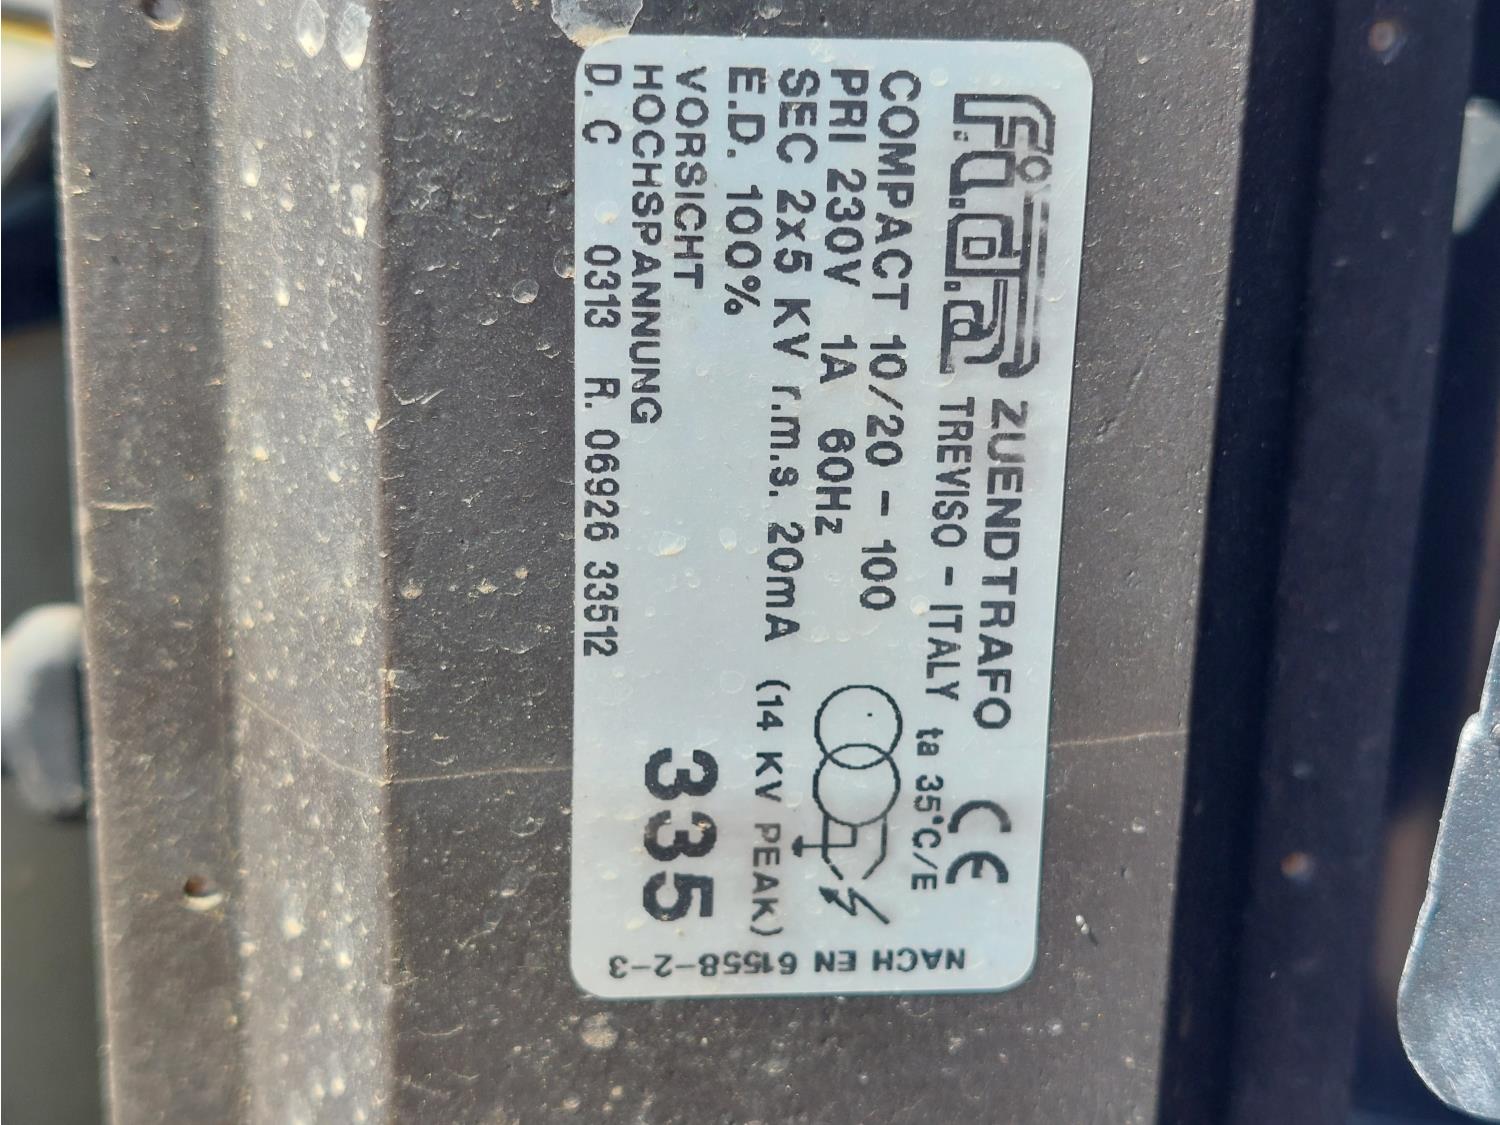 f.i.d.a. ZUENDTRAFO
TREVISO - ITALY
CE
COMPACT 10/20 - 100 ta 35°C/E
PRI 230V 1A 60Hz
SEC 2x5 KV r.m.s. 20mA (14 KV PEAK)
E.D. 100%
VORSICHT
HOCHSPANNUNG
335
D. C 0313 R. 06926 33512
NACH EN 61558-2-3